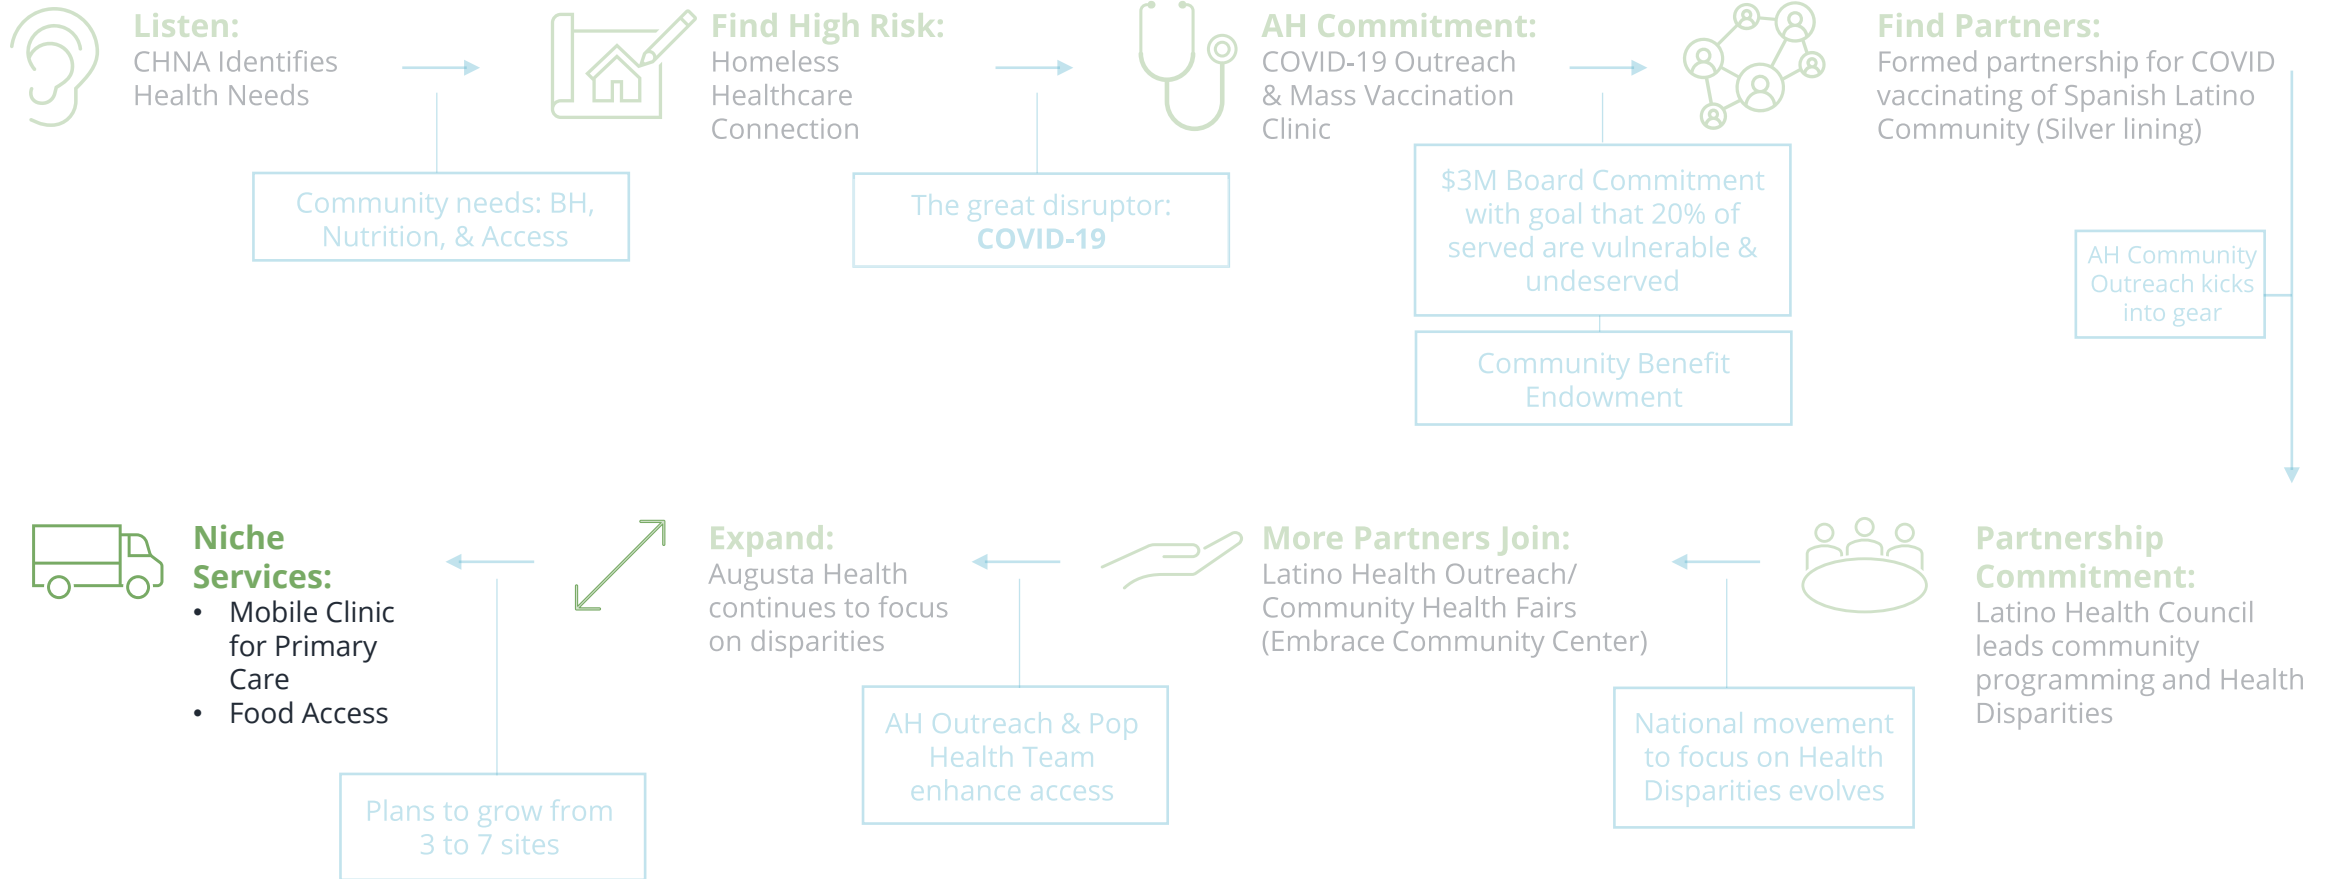 Listen:
CHNA Identifies
Health Needs
Community needs: BH,
Nutrition, & Access
Find High Risk:
Homeless
Healthcare
Connection
The great disruptor:
COVID-19
AH Commitment:
COVID-19 Outreach
& Mass Vaccination
Clinic
$3M Board Commitment
with goal that 20% of
served are vulnerable &
undeserved
Community Benefit
Endowment
Find Partners:
Formed partnership for COVID
vaccinating of Spanish Latino
Community (Silver lining)
AH Community
Outreach kicks
into gear
Partnership
Commitment:
Latino Health Council
leads community
programming and Health
Disparities
National movement
to focus on Health
Disparities evolves
More Partners Join:
Latino Health Outreach/
Community Health Fairs
(Embrace Community Center)
AH Outreach & Pop
Health Team
enhance access
Expand:
Augusta Health
continues to focus
on disparities
Plans to grow from
3 to 7 sites
Niche
Services:
• Mobile Clinic
for Primary
Care
• Food Access